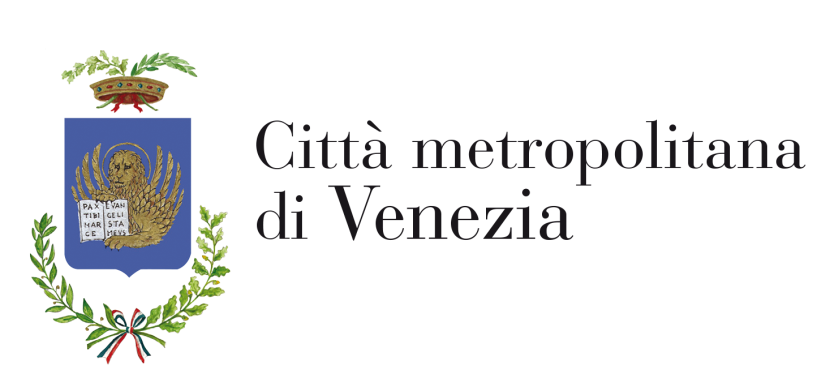 Città metropolitana
di Venezia
PAX EVAN
TIBI GELI
MAR STA
CE MEVS